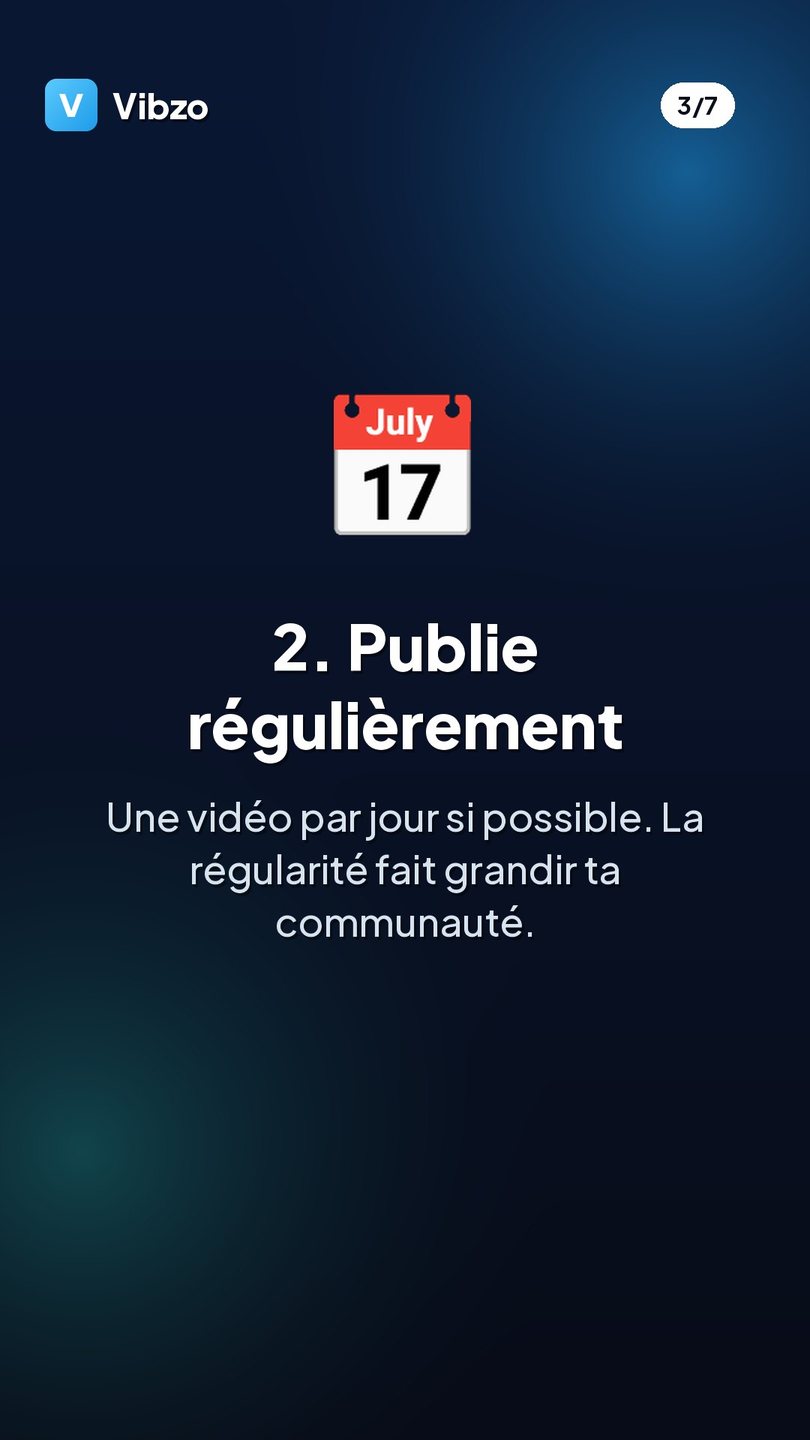 V Vibzo
3/7
July
17
2. Publie
régulièrement
Une vidéo par jour si possible. La
régularité fait grandir ta
communauté.